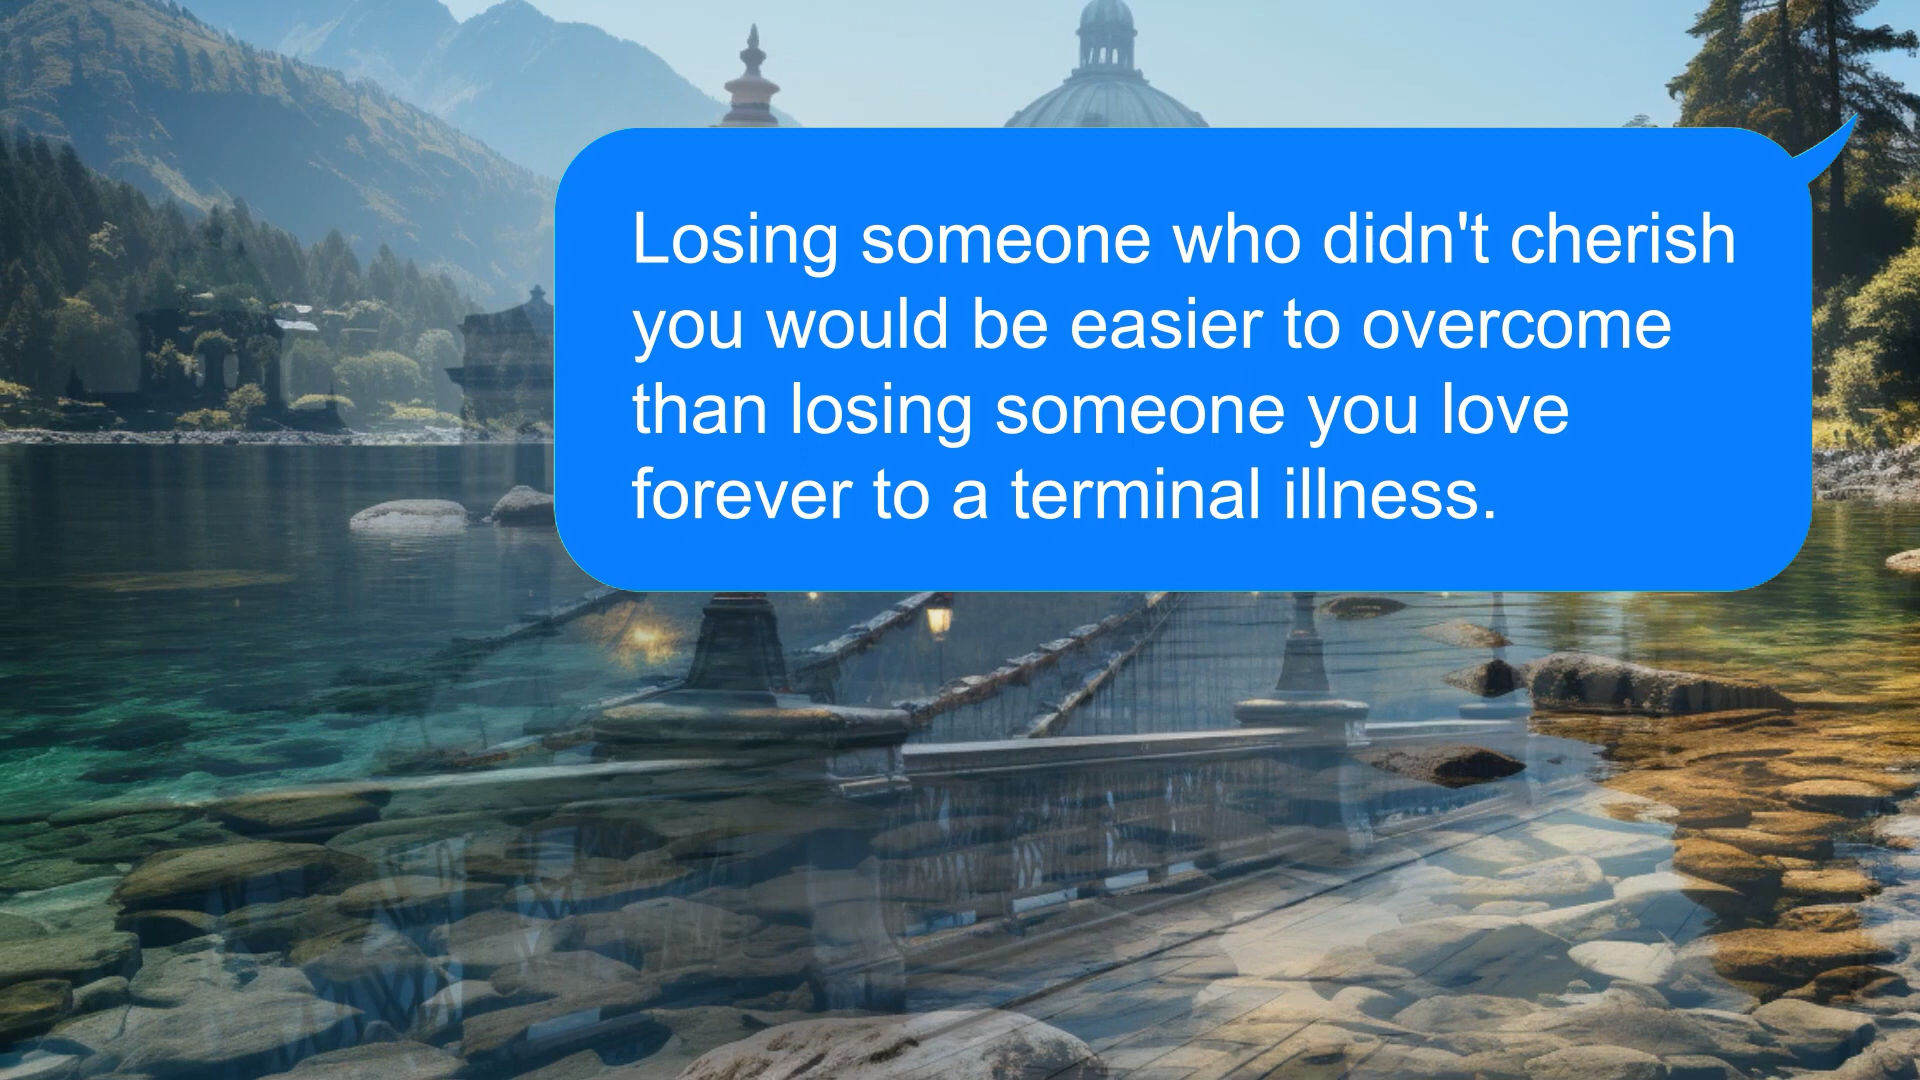 Losing someone who didn't cherish
you would be easier to overcome
than losing someone you love
forever to a terminal illness.